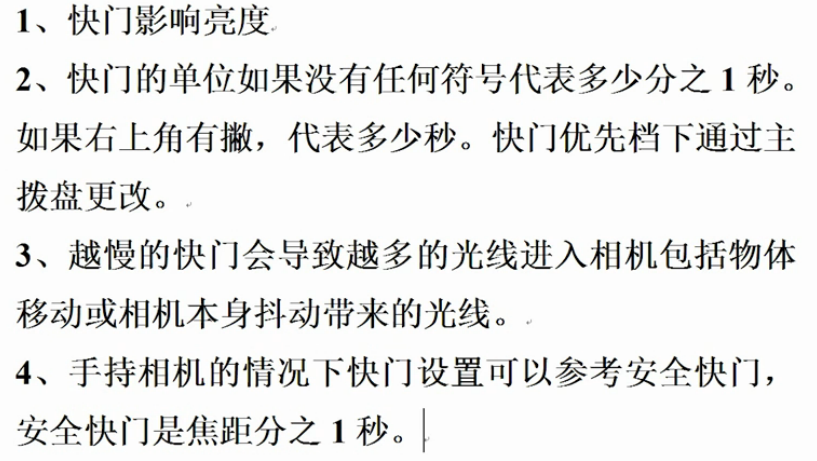 1、快门影响亮度
2、快门的单位如果没有任何符号代表多少分之 1 秒。
如果右上角有撇，代表多少秒。快门优先档下通过主
拨盘更改。
3、越慢的快门会导致越多的光线进入相机包括物体
移动或相机本身抖动带来的光线。
4、手持相机的情况下快门设置可以参考安全快门，
安全快门是焦距分之 1 秒。